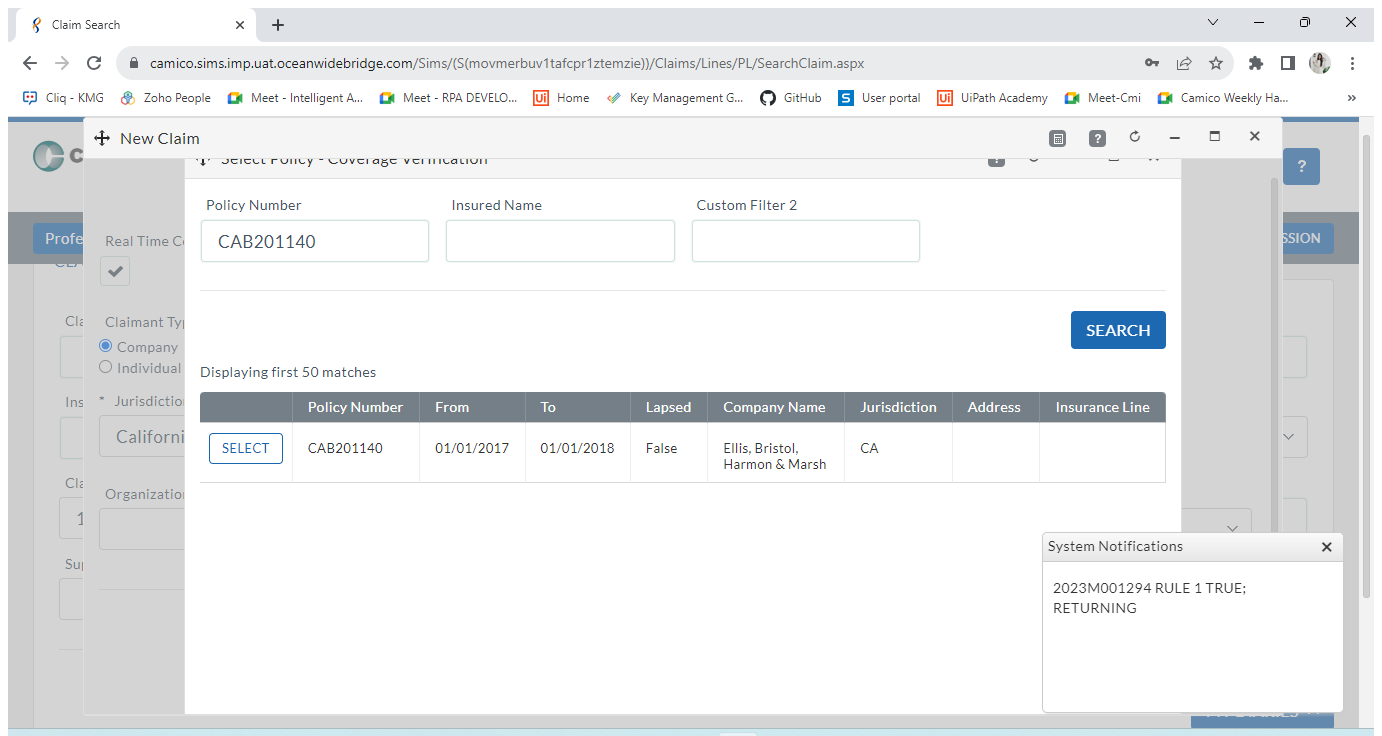 Claim Search
camico.sims.imp.uat.oceanwidebridge.com/Sims/(S(movmerbuv1tafcpr1ztemzie))/Claims/Lines/PL/SearchClaim.aspx
Cliq - KMG Zoho People Meet - Intelligent A... Meet - RPA DEVELO... Home Key Management G... GitHub User portal UiPath Academy Meet-Cmi Camico Weekly Ha... »
New Claim
Select Policy - Coverage Verification
Policy Number Insured Name Custom Filter 2
CAB201140
Profe
SSION
Real Time Co
Claimant Typ
Company
Individual
* Jurisdiction
Californi
Organization
Cla
Ins
Cla
1
Sup
SEARCH
Displaying first 50 matches
Policy Number From To Lapsed Company Name Jurisdiction Address Insurance Line
SELECT CAB201140 01/01/2017 01/01/2018 False Ellis, Bristol, CA
Harmon & Marsh
System Notifications
2023M001294 RULE 1 TRUE;
RETURNING